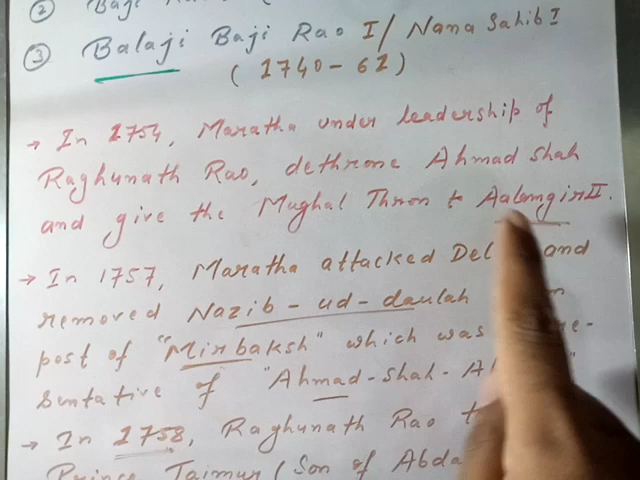 ②
③ Balaji Baji Rao I / Nana Sahib I
(1740-61)
→ In 1754, Maratha under leadership of
Raghunath Rao, dethrone Ahmad Shah
and give the Mughal Thron to Aalamgir II.
→ In 1757, Maratha attacked Del and
removed Nazib-ud-daulah
post of "Mirbaksh" which was
sentative of "Ahmad-Shah-A
→ In 1758, Raghunath Rao
Prince Taimur (Son of Abda